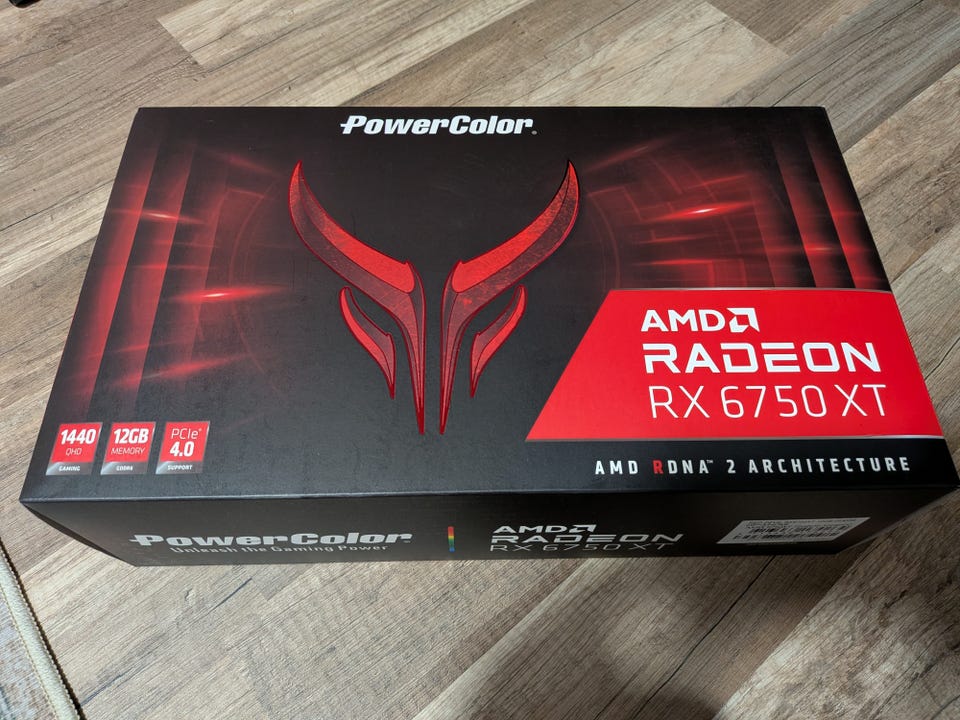 PowerColor
AMD
RADEON
RX 6750 XT
1440
QHD
GAMING
12GB
MEMORY
GDDR6
PCIe®
4.0
SUPPORT
AMD RDNA™ 2 ARCHITECTURE
PowerColor
Unleash the Gaming Power
AMD
RADEON
RX 6750 XT